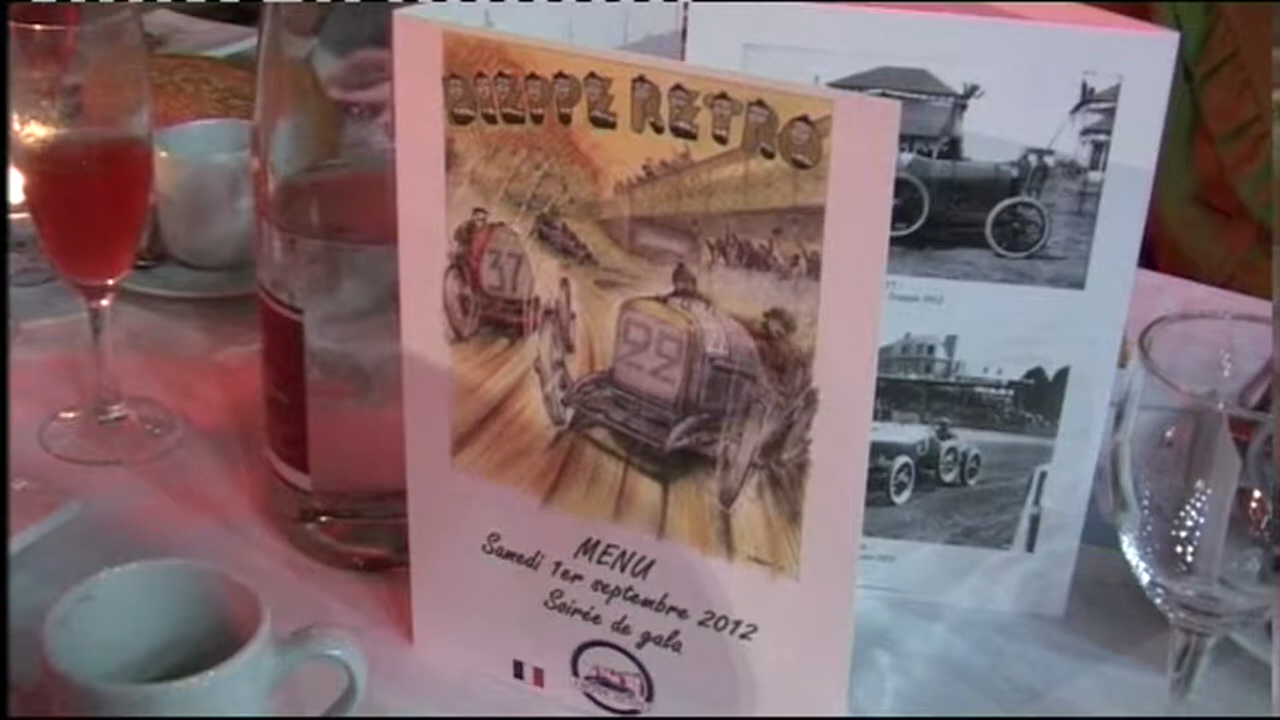 DIEPPE RETRO
37
22
MENU
Samedi 1er septembre 2012
Soirée de gala